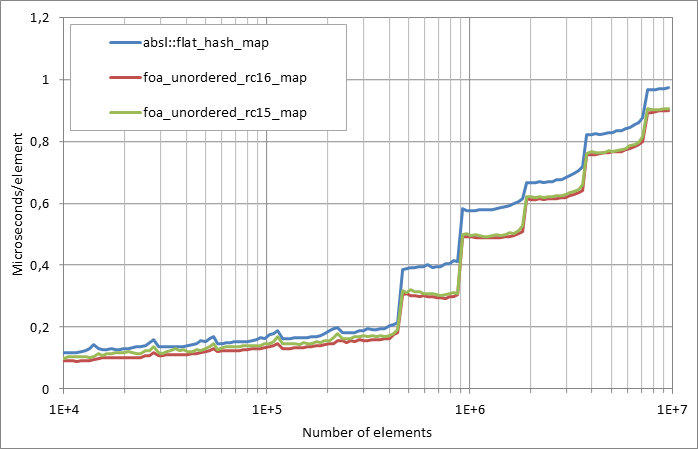 1,2
1
0,8
0,6
0,4
0,2
0
Microseconds/element
absl::flat_hash_map
foa_unordered_rc16_map
foa_unordered_rc15_map
1E+4
1E+5
1E+6
1E+7
Number of elements